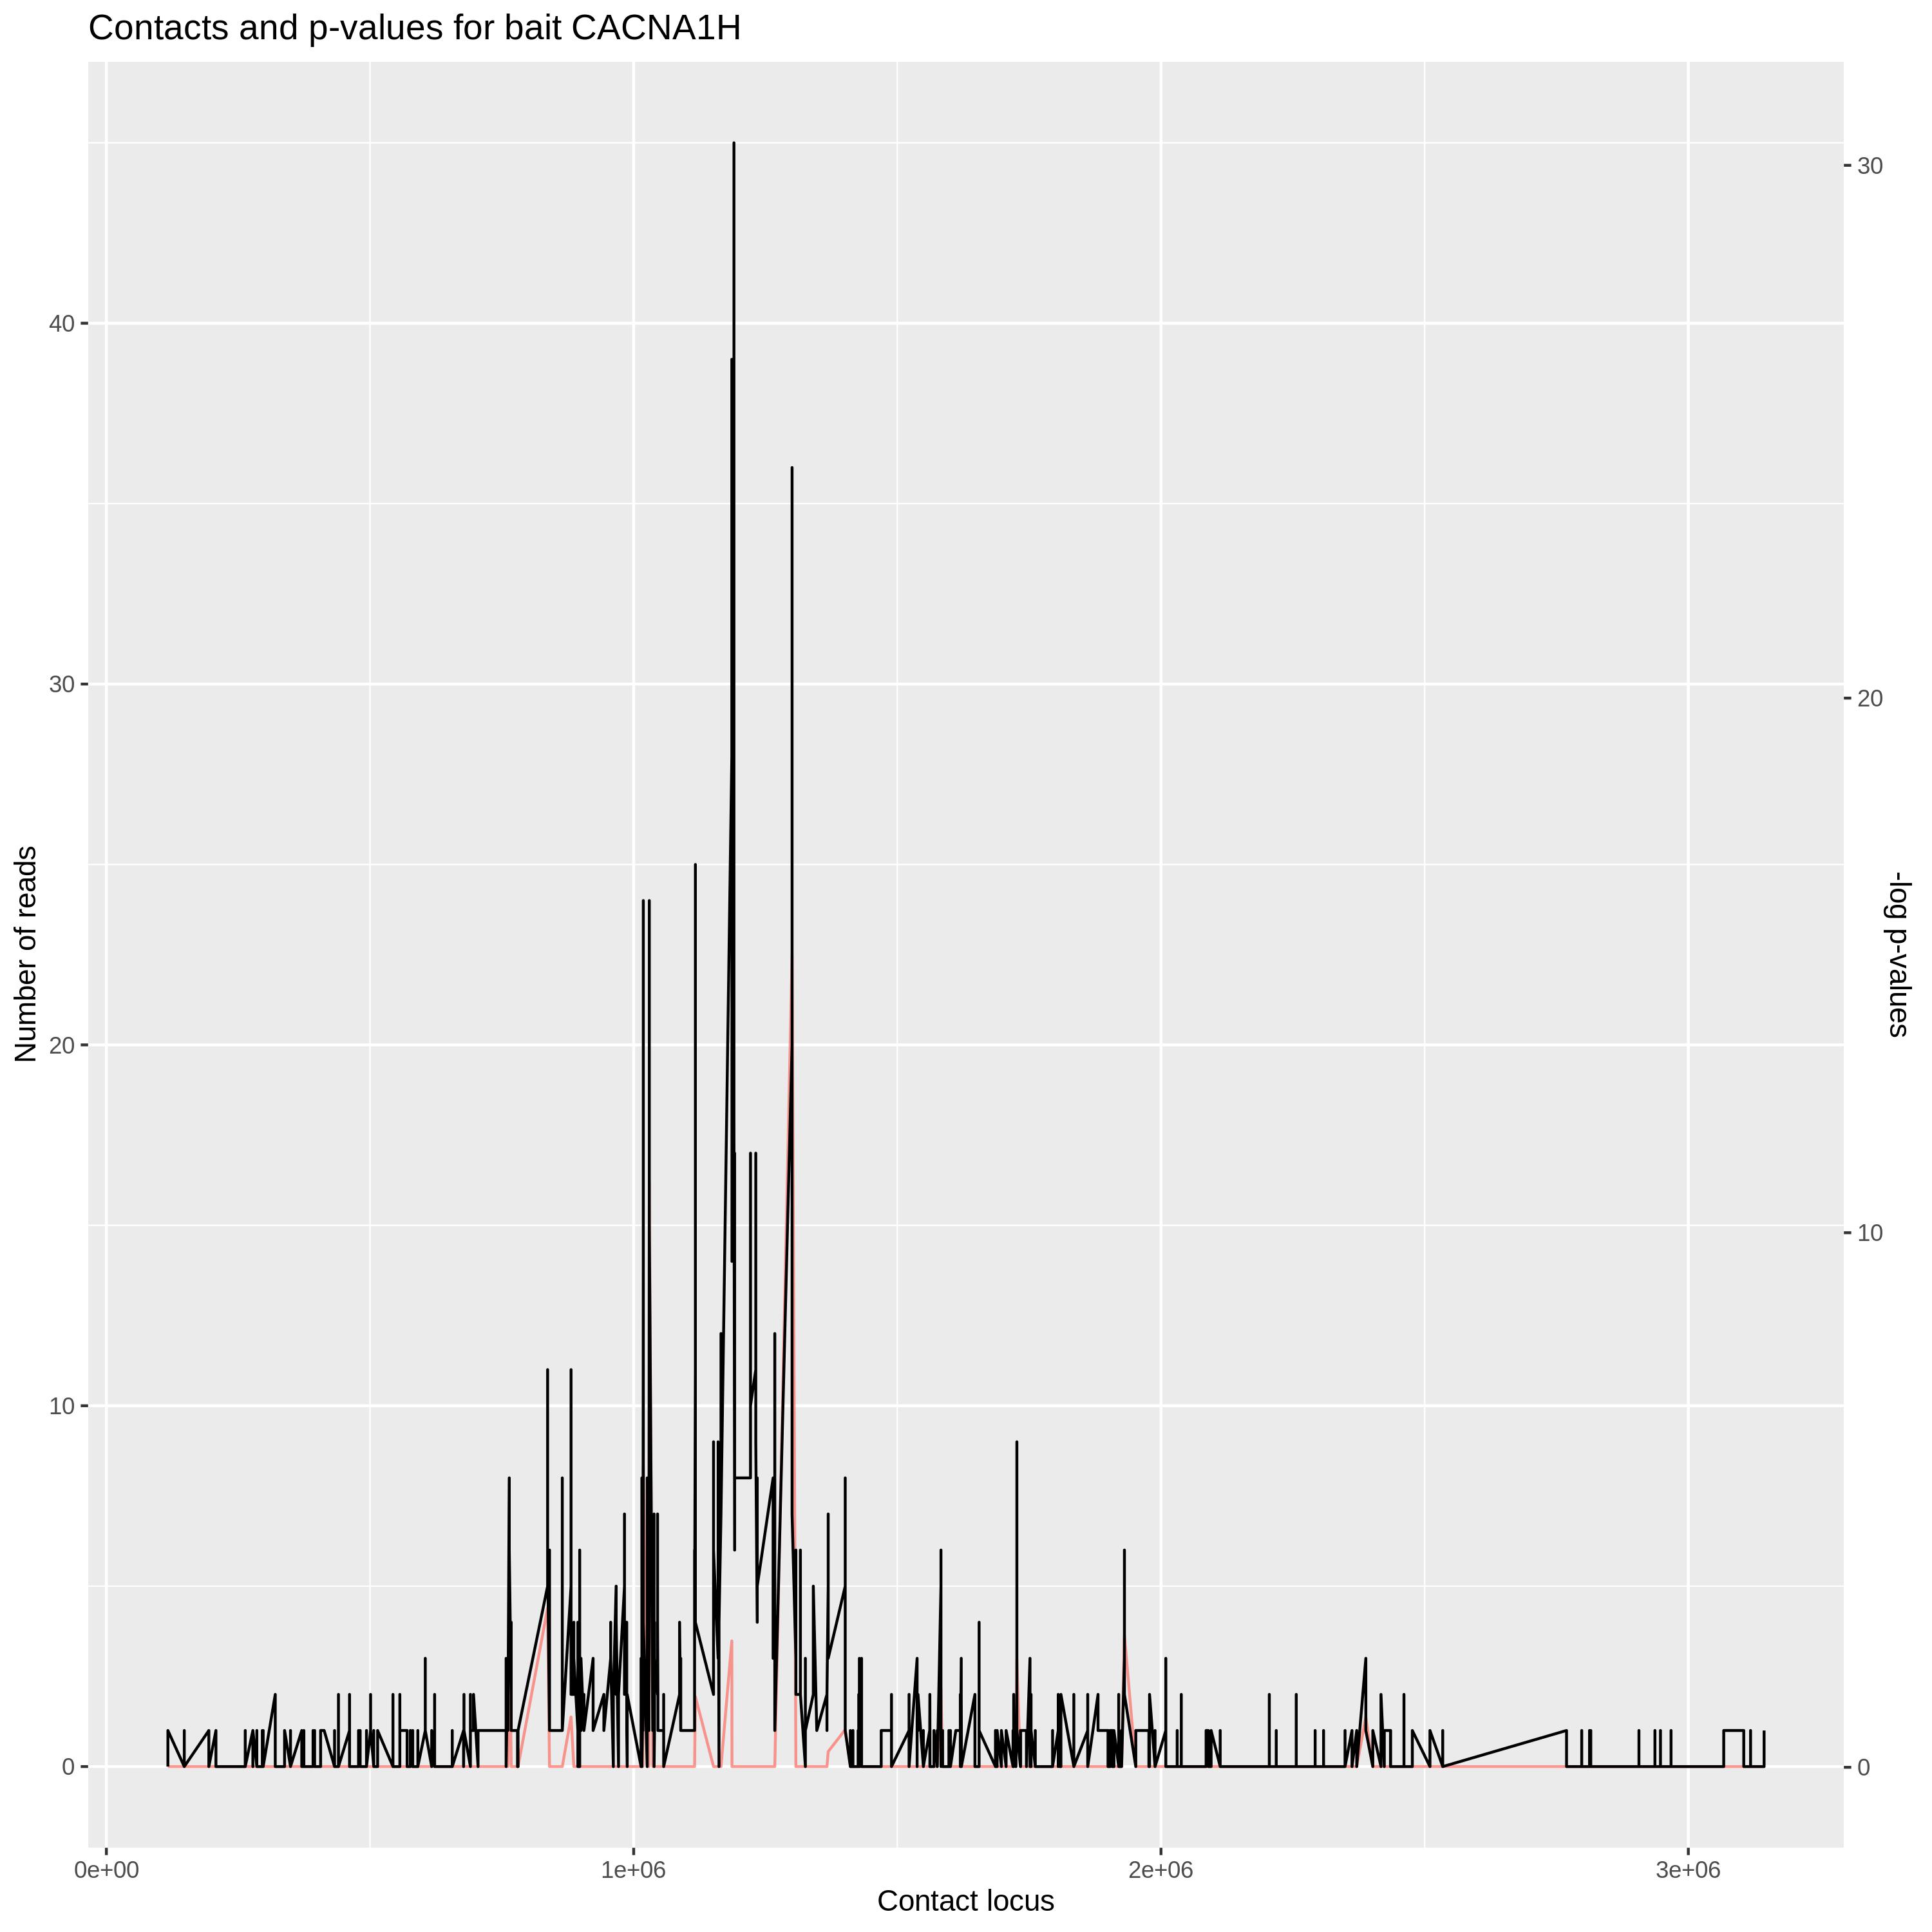 Contacts and p-values for bait CACNA1H
Number of reads
40
30
20
10
0
30
20
10
0
-log p-values
0e+00 1e+06 2e+06 3e+06
Contact locus